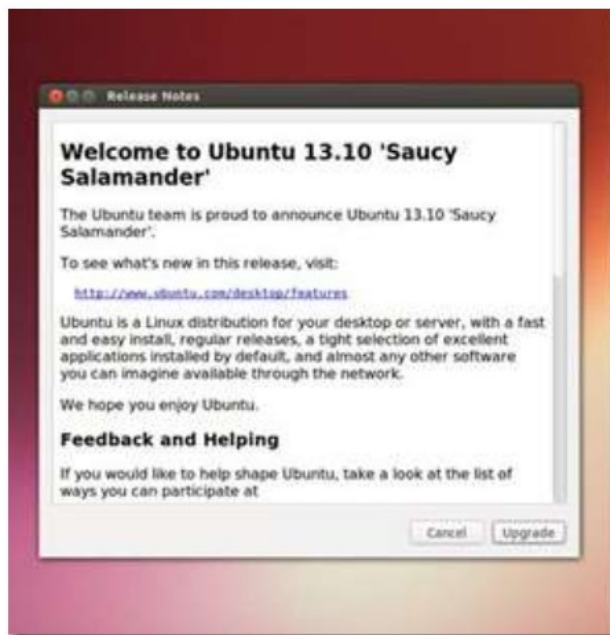 Release Notes
Welcome to Ubuntu 13.10 'Saucy
Salamander'
The Ubuntu team is proud to announce Ubuntu 13.10 'Saucy
Salamander'.
To see what's new in this release, visit:
http://www.ubuntu.com/desktop/features
Ubuntu is a Linux distribution for your desktop or server, with a fast
and easy install, regular releases, a tight selection of excellent
applications installed by default, and almost any other software
you can imagine available through the network.
We hope you enjoy Ubuntu.
Feedback and Helping
If you would like to help shape Ubuntu, take a look at the list of
ways you can participate at
Cancel Upgrade